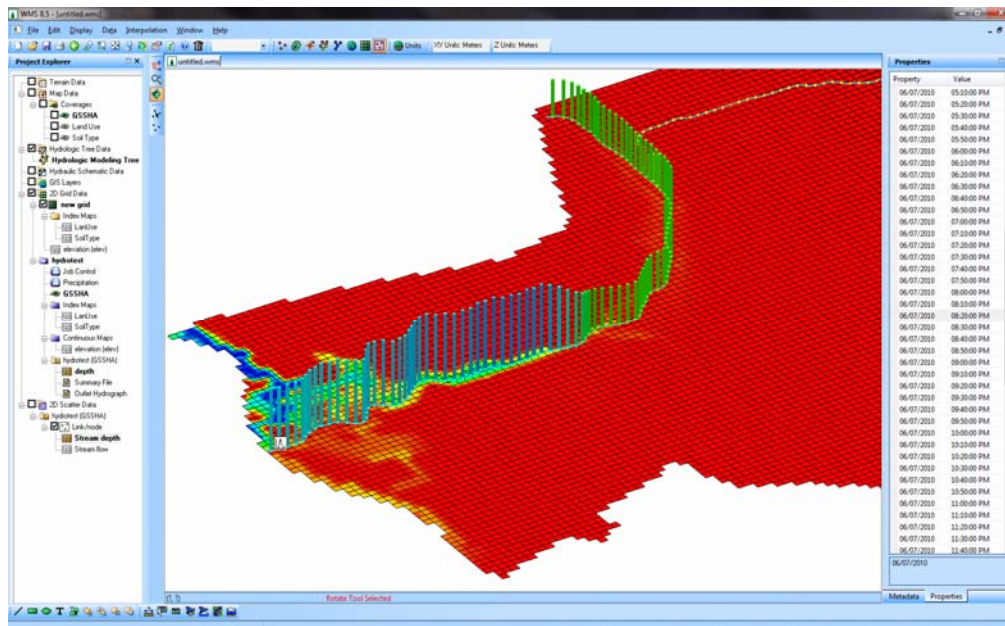 WMS 8.5 - [untitled.wms]
File Edit Display Data Interpolation Window Help
Units XY Units: Meters Z Units: Meters
Project Explorer
Terrain Data
Map Data
Coverages
GSSHA
Land Use
Soil Type
Hydrologic Tree Data
Hydrologic Modeling Tree
Hydraulic Schematic Data
GIS Layers
2D Grid Data
new grid
Index Maps
LanUse
SoilType
elevation (elev)
hydrotest
Job Control
Precipitation
GSSHA
Index Maps
LanUse
SoilType
Continuous Maps
elevation (elev)
hydrotest (GSSHA)
depth
Summary File
Outlet Hydrograph
2D Scatter Data
hydrotest (GSSHA)
Link/node
Stream depth
Stream flow
untitled.wms
Rotate Tool Selected
Properties
Property Value
06/07/2010 05:10:00 PM
06/07/2010 05:20:00 PM
06/07/2010 05:30:00 PM
06/07/2010 05:40:00 PM
06/07/2010 05:50:00 PM
06/07/2010 06:00:00 PM
06/07/2010 06:10:00 PM
06/07/2010 06:20:00 PM
06/07/2010 06:30:00 PM
06/07/2010 06:40:00 PM
06/07/2010 06:50:00 PM
06/07/2010 07:00:00 PM
06/07/2010 07:10:00 PM
06/07/2010 07:20:00 PM
06/07/2010 07:30:00 PM
06/07/2010 07:40:00 PM
06/07/2010 07:50:00 PM
06/07/2010 08:00:00 PM
06/07/2010 08:10:00 PM
06/07/2010 08:20:00 PM
06/07/2010 08:30:00 PM
06/07/2010 08:40:00 PM
06/07/2010 08:50:00 PM
06/07/2010 09:00:00 PM
06/07/2010 09:10:00 PM
06/07/2010 09:20:00 PM
06/07/2010 09:30:00 PM
06/07/2010 09:40:00 PM
06/07/2010 09:50:00 PM
06/07/2010 10:00:00 PM
06/07/2010 10:10:00 PM
06/07/2010 10:20:00 PM
06/07/2010 10:30:00 PM
06/07/2010 10:40:00 PM
06/07/2010 10:50:00 PM
06/07/2010 11:00:00 PM
06/07/2010 11:10:00 PM
06/07/2010 11:20:00 PM
06/07/2010 11:30:00 PM
06/07/2010 11:40:00 PM
06/07/2010
Metadata Properties